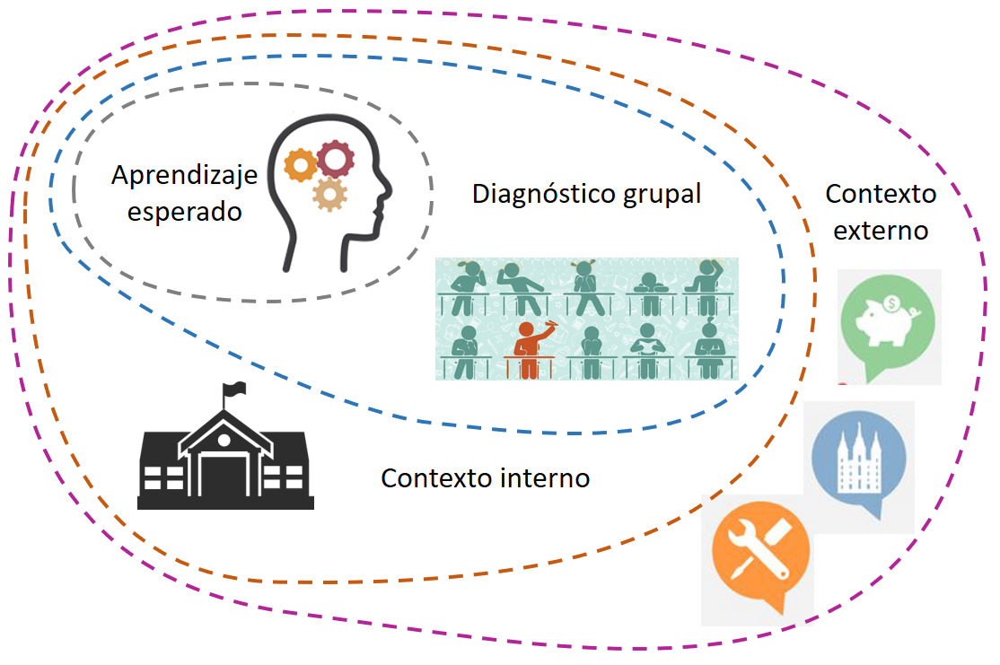 Aprendizaje
esperado
Diagnóstico grupal
Contexto
externo
$
Contexto interno